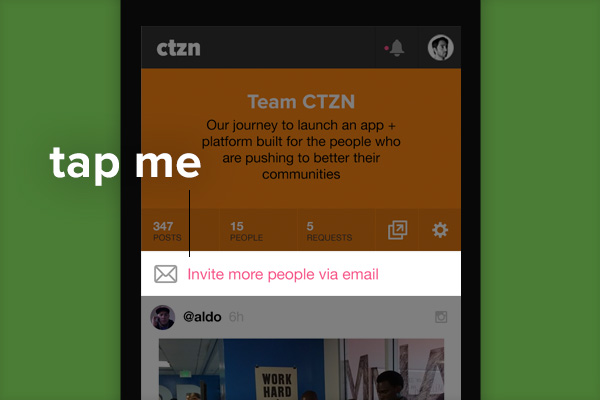 ctzn
Team CTZN
Our journey to launch an app +
platform built for the people who
are pushing to better their
communities
tap me
347
POSTS
15
PEOPLE
5
REQUESTS
Invite more people via email
@aldo 6h
WORK
HARD